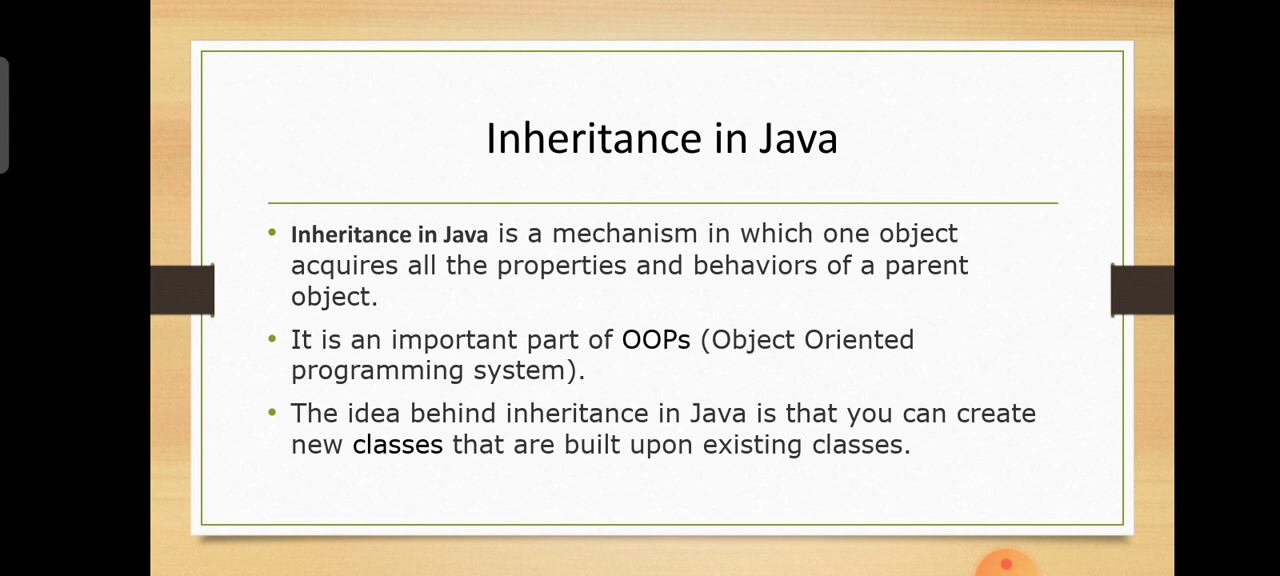 Inheritance in Java
• Inheritance in Java is a mechanism in which one object
acquires all the properties and behaviors of a parent
object.
• It is an important part of OOPs (Object Oriented
programming system).
• The idea behind inheritance in Java is that you can create
new classes that are built upon existing classes.